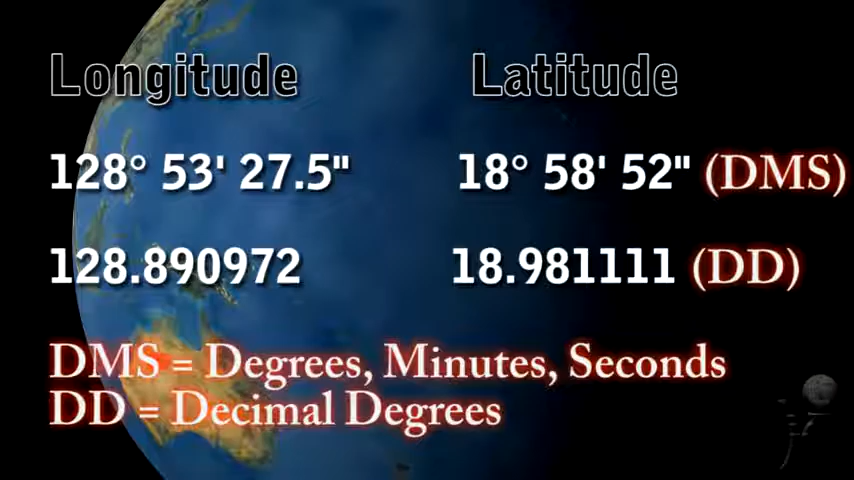 Longitude Latitude
128° 53' 27.5" 18° 58' 52" (DMS)
128.890972 18.981111 (DD)
DMS = Degrees, Minutes, Seconds
DD = Decimal Degrees